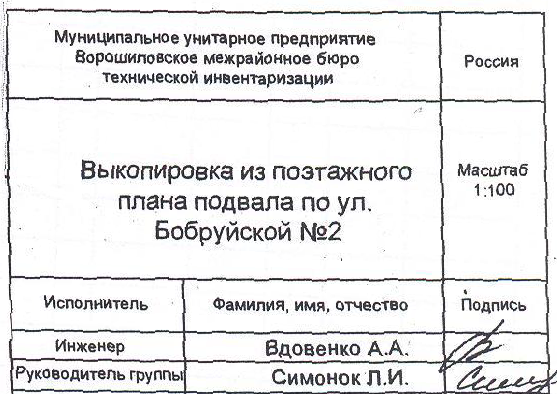 Муниципальное унитарное предприятие
Ворошиловское межрайонное бюро
технической инвентаризации
Россия
Выкопировка из поэтажного
плана подвала по ул.
Бобруйской №2
Масштаб
1:100
Исполнитель Фамилия, имя, отчество Подпись
Инженер Вдовенко А.А.
Руководитель группы Симонок Л.И.